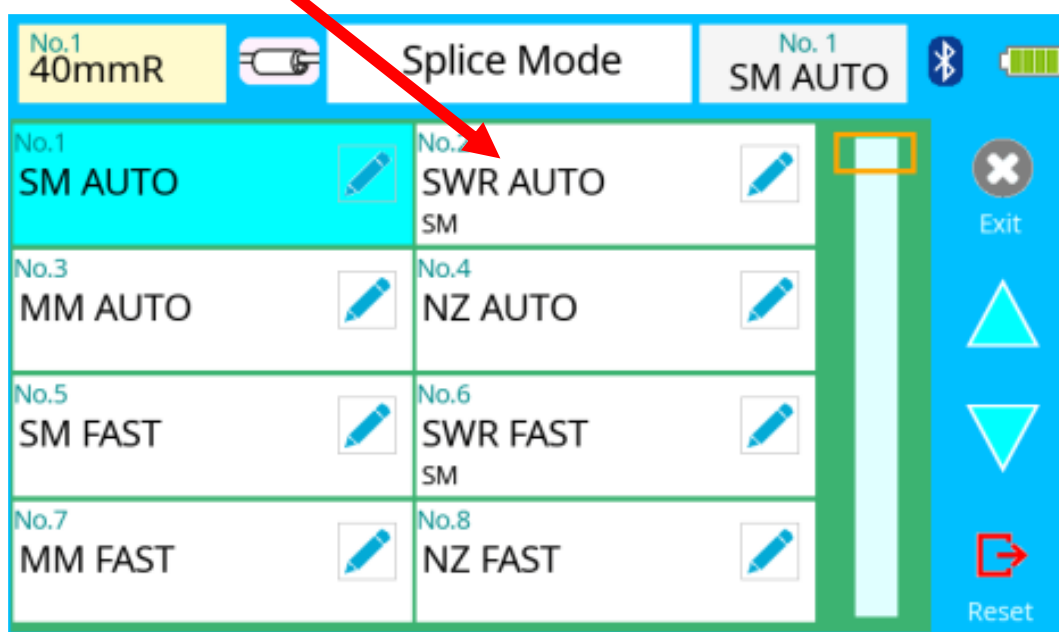 No.1
40mmR
Splice Mode
No. 1
SM AUTO
No.1
SM AUTO
No.2
SWR AUTO
SM
Exit
No.3
MM AUTO
No.4
NZ AUTO
No.5
SM FAST
No.6
SWR FAST
SM
No.7
MM FAST
No.8
NZ FAST
Reset